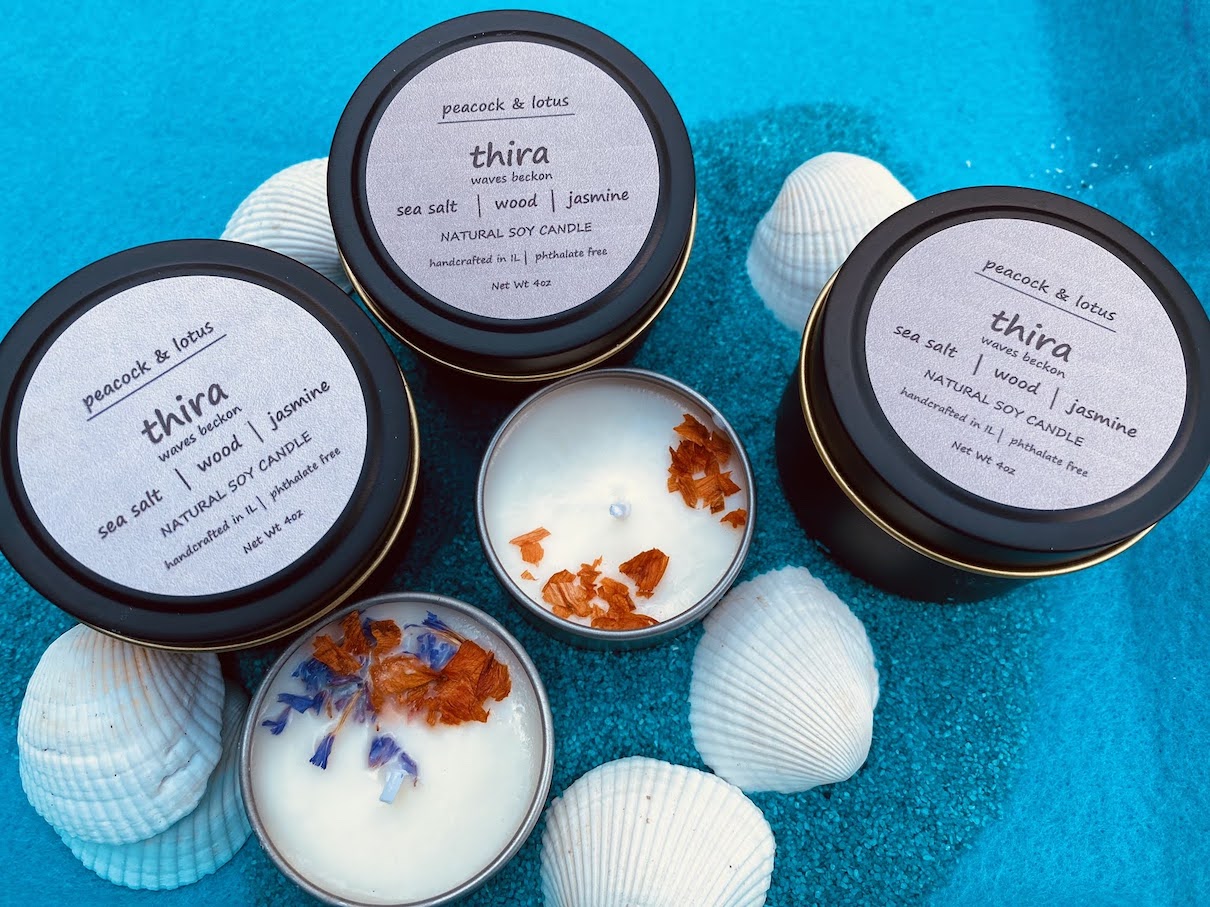 peacock & lotus
thira
waves beckon
sea salt | wood | jasmine
NATURAL SOY CANDLE
handcrafted in IL | phthalate free
Net Wt 4oz
peacock & lotus
thira
waves beckon
sea salt | wood | jasmine
NATURAL SOY CANDLE
handcrafted in IL | phthalate free
Net Wt 4oz
peacock & lotus
thira
waves beckon
sea salt | wood | jasmine
NATURAL SOY CANDLE
handcrafted in IL | phthalate free
Net Wt 4oz